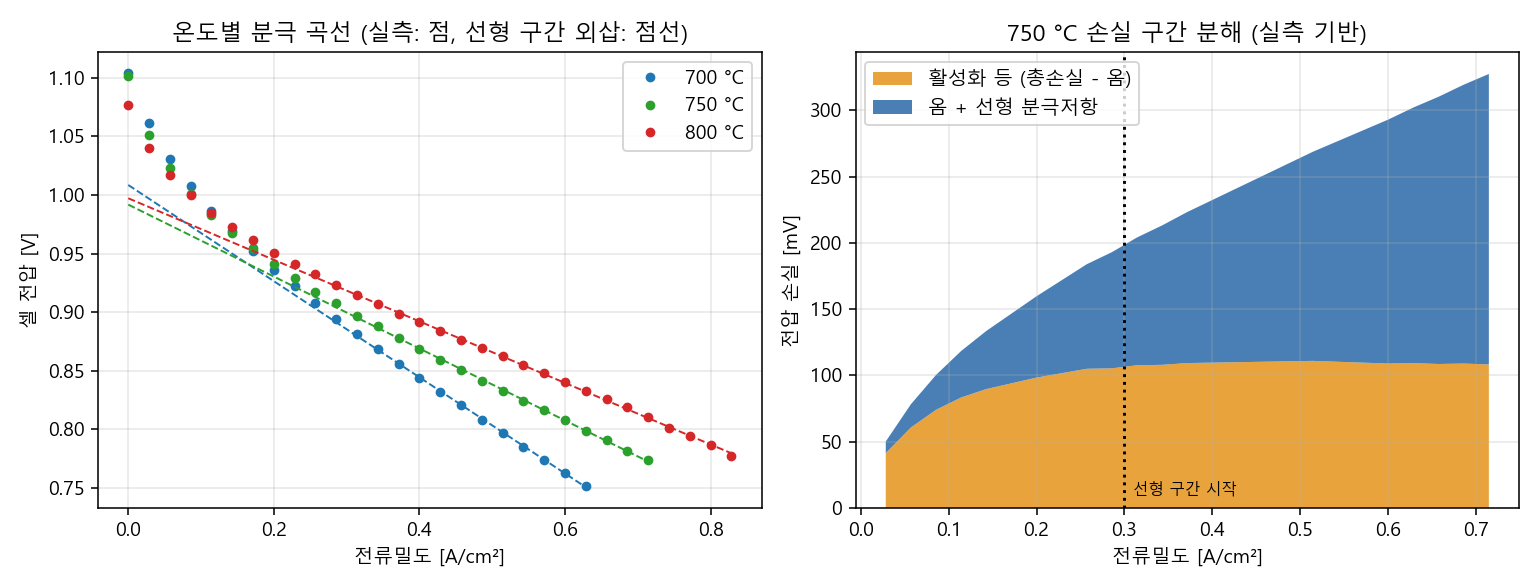 온도별 분극 곡선 (실측: 점, 선형 구간 외삽: 점선)
셀 전압 [V]
1.10
1.05
1.00
0.95
0.90
0.85
0.80
0.75
700 °C
750 °C
800 °C
0.0
0.2
0.4
0.6
0.8
전류밀도 [A/cm²]
750 °C 손실 구간 분해 (실측 기반)
전압 손실 [mV]
300
250
200
150
100
50
0
활성화 등 (총손실 - 옴)
옴 + 선형 분극저항
선형 구간 시작
0.0
0.1
0.2
0.3
0.4
0.5
0.6
0.7
전류밀도 [A/cm²]